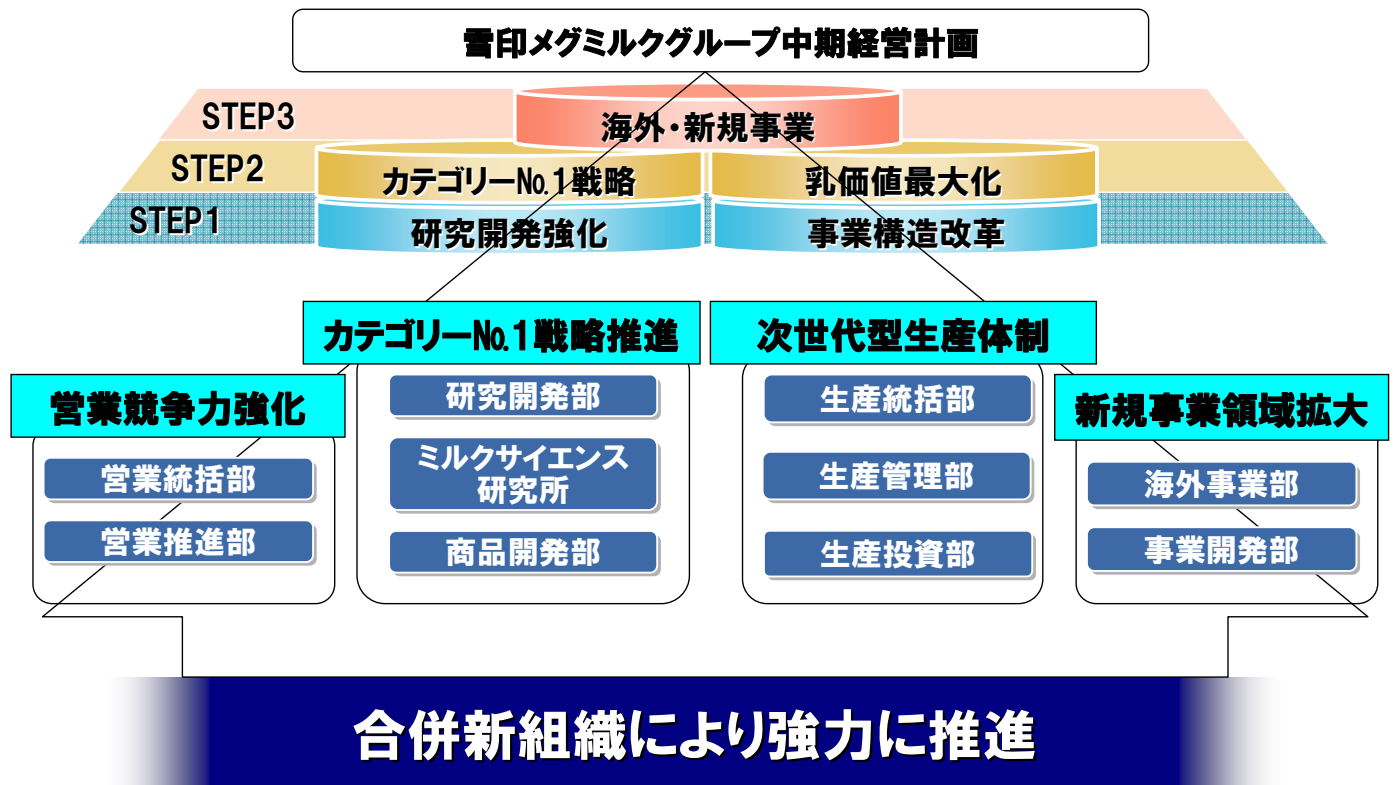 雪印メグミルクグループ中期経営計画
STEP3
海外・新規事業
STEP2
カテゴリーNo.1戦略
乳価値最大化
STEP1
研究開発強化
事業構造改革
営業競争力強化
営業統括部
営業推進部
カテゴリーNo.1戦略推進
研究開発部
ミルクサイエンス
研究所
商品開発部
次世代型生産体制
生産統括部
生産管理部
生産投資部
新規事業領域拡大
海外事業部
事業開発部
合併新組織により強力に推進